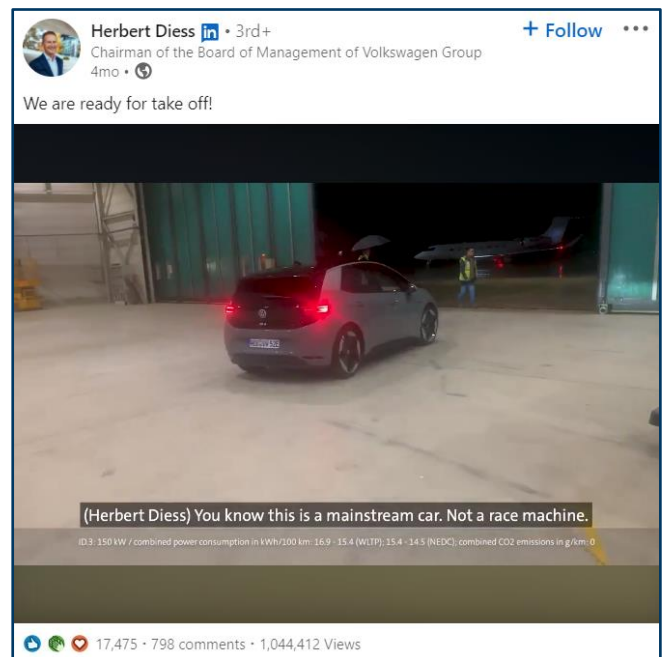 Herbert Diess in • 3rd+
+ Follow •••
Chairman of the Board of Management of Volkswagen Group
4mo •
We are ready for take off!
(Herbert Diess) You know this is a mainstream car. Not a race machine.
ID.3: 150 kW / combined power consumption in kWh/100 km: 16.9 - 15.4 (WLTP); 15.4 - 14.5 (NEDC); combined CO2 emissions in g/km: 0
17,475 • 798 comments • 1,044,412 Views